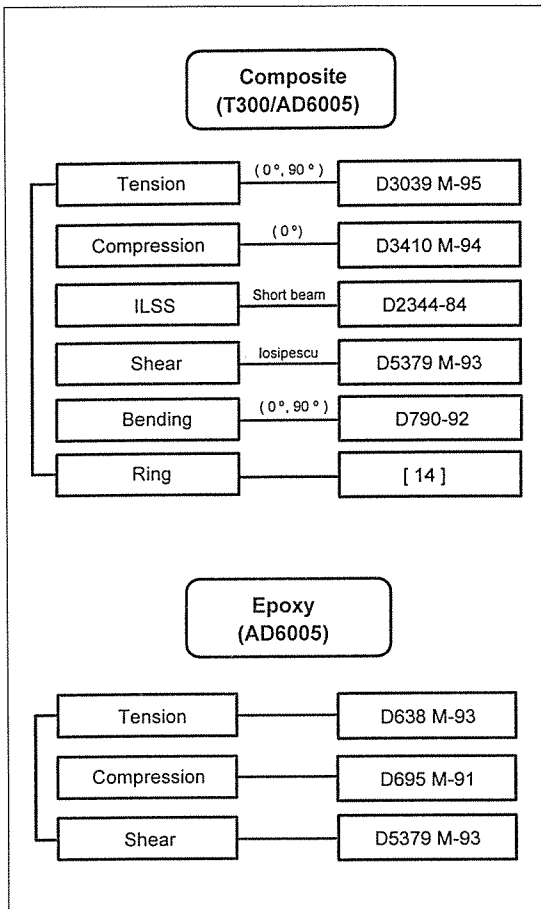 Composite
(T300/AD6005)
Tension ( 0 º, 90 º ) D3039 M-95
Compression ( 0 º) D3410 M-94
ILSS Short beam D2344-84
Shear Iosipescu D5379 M-93
Bending ( 0 º, 90 º ) D790-92
Ring [ 14 ]
Epoxy
(AD6005)
Tension D638 M-93
Compression D695 M-91
Shear D5379 M-93